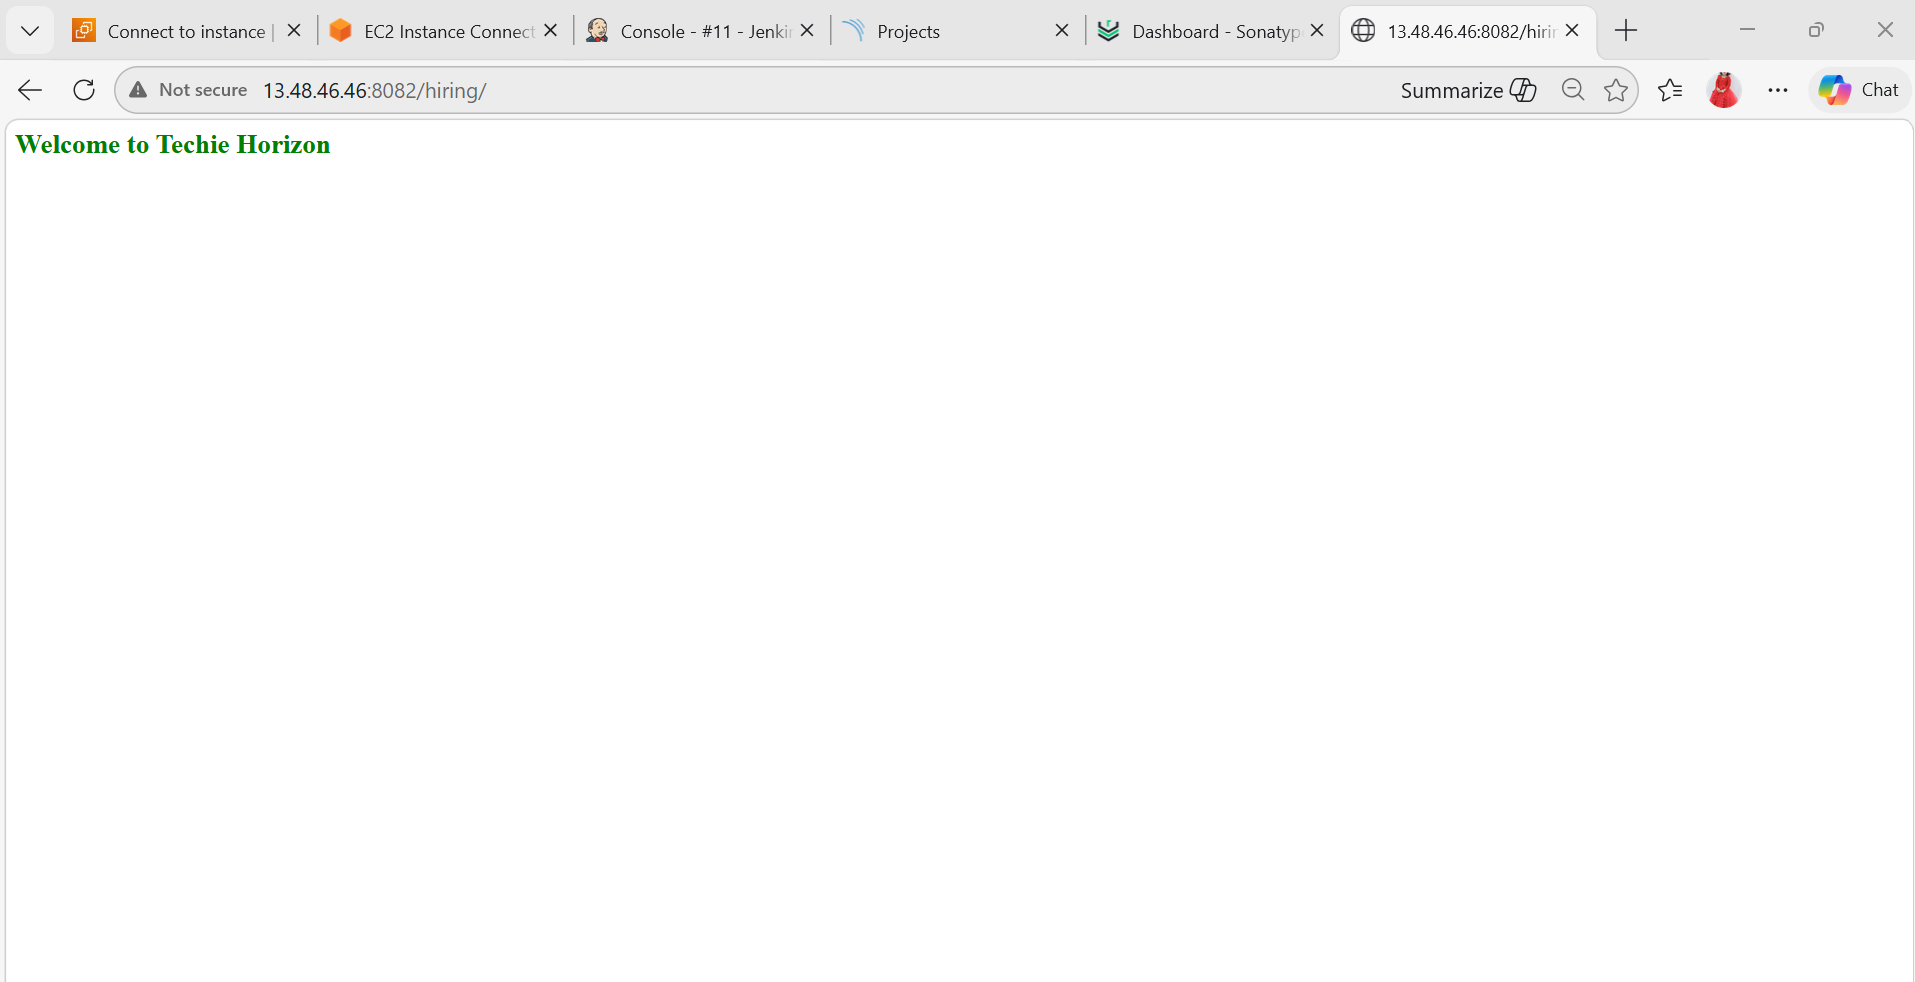 Connect to instance |
EC2 Instance Connect
Console - #11 - Jenki
Projects
Dashboard - Sonatyp
13.48.46.46:8082/hirin
Not secure
13.48.46.46:8082/hiring/
Summarize
Chat
Welcome to Techie Horizon